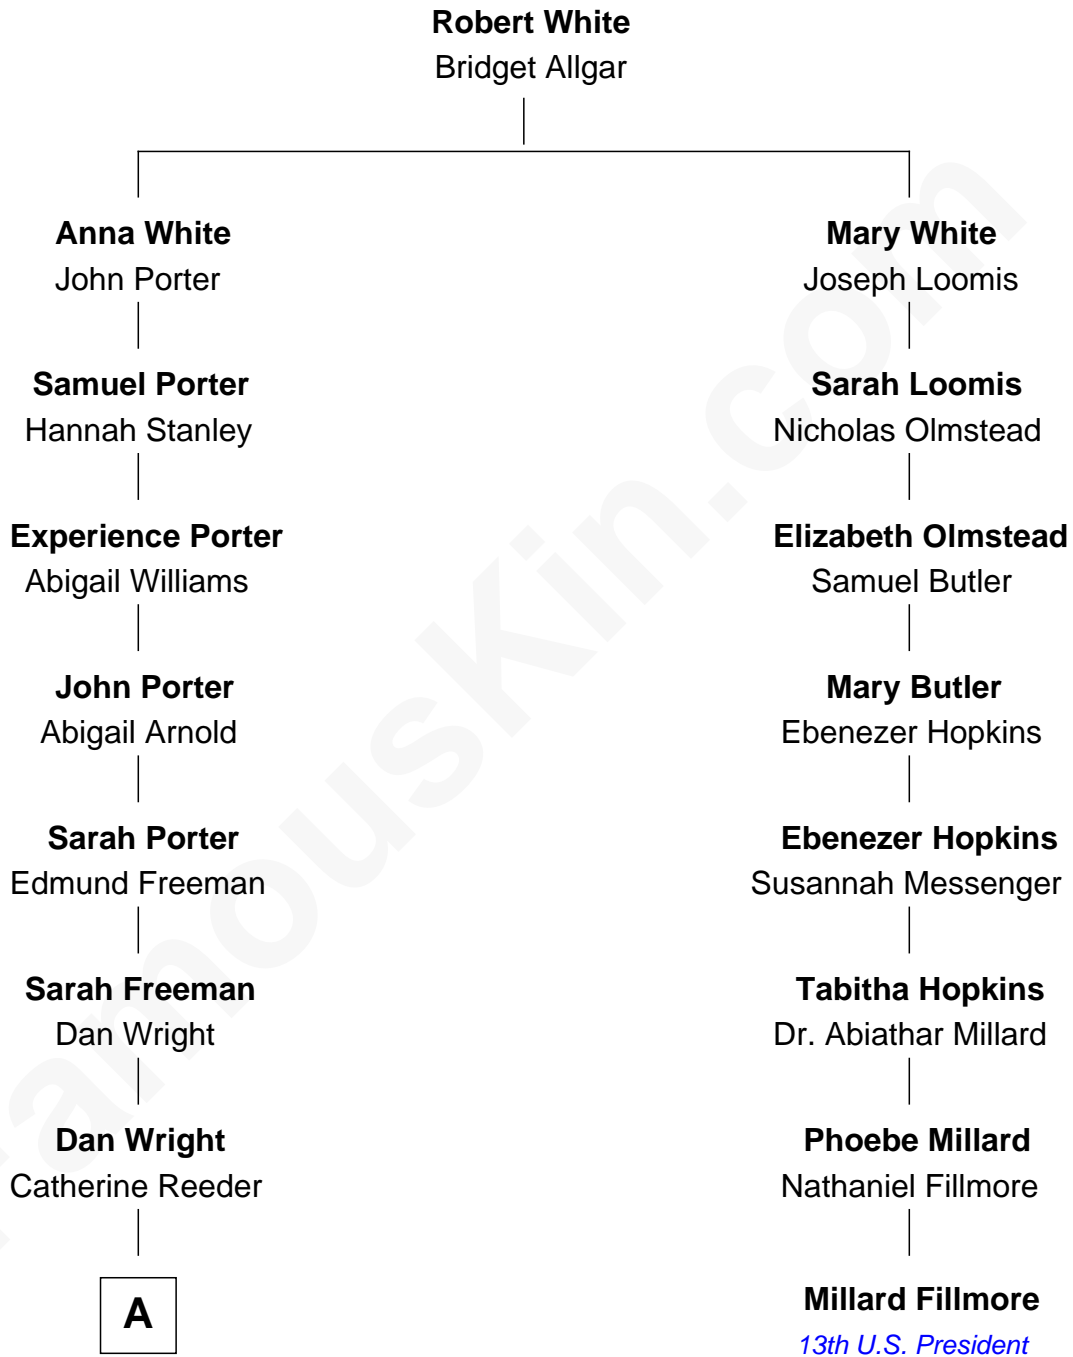 Robert White
Bridget Allgar
Anna White
John Porter
Mary White
Joseph Loomis
Samuel Porter
Hannah Stanley
Sarah Loomis
Nicholas Olmstead
Experience Porter
Abigail Williams
Elizabeth Olmstead
Samuel Butler
John Porter
Abigail Arnold
Mary Butler
Ebenezer Hopkins
Sarah Porter
Edmund Freeman
Ebenezer Hopkins
Susannah Messenger
Sarah Freeman
Dan Wright
Tabitha Hopkins
Dr. Abiathar Millard
Dan Wright
Catherine Reeder
Phoebe Millard
Nathaniel Fillmore
A
Millard Fillmore
13th U.S. President
FamousKin.com